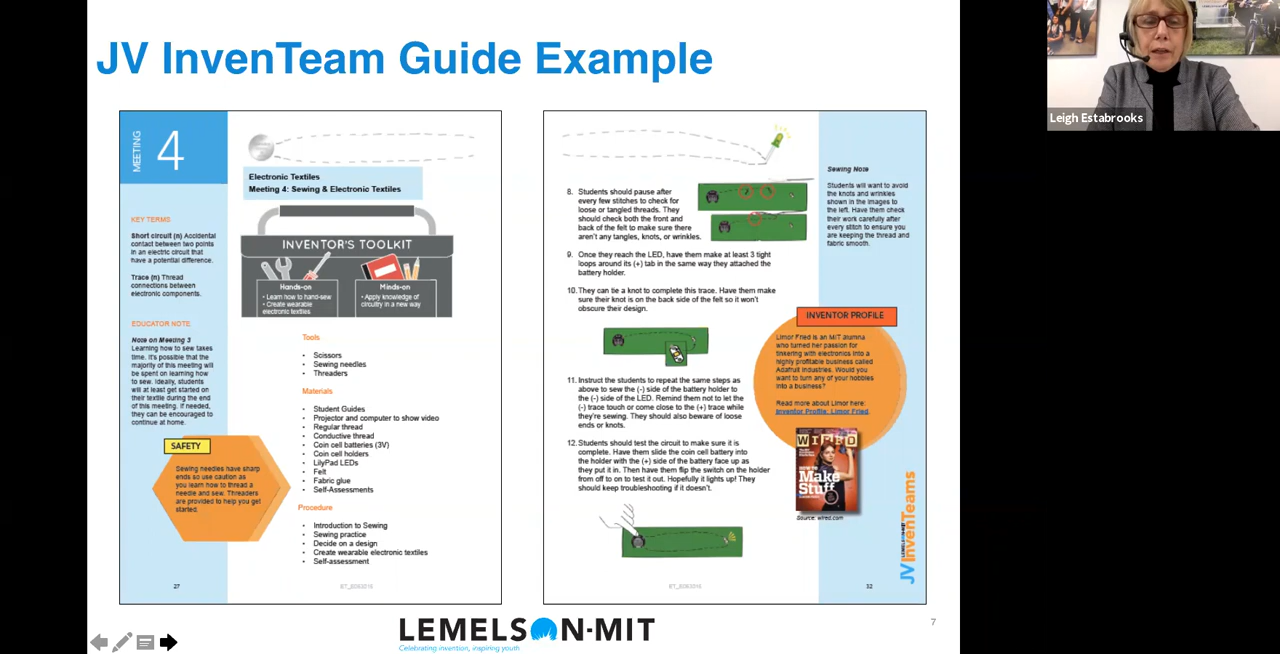 JV InvenTeam Guide Example
MEETING
4
KEY TERMS
Short circuit (n) Accidental
contact between two points
in an electric circuit that
have a potential difference.
Trace (n) Thread
connections between
electronic components.
EDUCATOR NOTE
Note on Meeting 3
Learning how to sew takes
time. It's possible that the
majority of this meeting will
be spent on learning how
to sew. Ideally, students
will at least get started on
their textile during the end
of this meeting. If needed,
they can be encouraged to
continue at home.
SAFETY
Sewing needles have sharp
ends so use caution as
you learn how to thread a
needle and sew. Threaders
are provided to help you get
started.
27
Electronic Textiles
Meeting 4: Sewing & Electronic Textiles
INVENTOR'S TOOLKIT
Hands-on
• Learn how to hand-sew
• Create wearable
electronic textiles
Minds-on
• Apply knowledge of
circuitry in a new way
Tools
• Scissors
• Sewing needles
• Threaders
Materials
• Student Guides
• Projector and computer to show video
• Regular thread
• Conductive thread
• Coin cell batteries (3V)
• Coin cell holders
• LilyPad LEDs
• Felt
• Fabric glue
• Self-Assessments
Procedure
• Introduction to Sewing
• Sewing practice
• Decide on a design
• Create wearable electronic textiles
• Self-assessment
8. Students should pause after
every few stitches to check for
loose or tangled threads. They
should check both the front and
back of the felt to make sure there
aren't any tangles, knots, or wrinkles.
9. Once they reach the LED, have them make at least 3 tight
loops around its (+) tab in the same way they attached the
battery holder.
10. They can tie a knot to complete this trace. Have them make
sure their knot is on the back side of the felt so it won't
obscure their design.
11. Instruct the students to repeat the same steps as
above to sew the (-) side of the battery holder to
the (-) side of the LED. Remind them not to let the
(-) trace touch or come close to the (+) trace while
they're sewing. They should also beware of loose
ends or knots.
12. Students should test the circuit to make sure it is
complete. Have them slide the coin cell battery into
the holder with the (+) side of the battery face up as
they put it in. Then have them flip the switch on the holder
from off to on to test it out. Hopefully it lights up! They
should keep troubleshooting if it doesn't.
Sewing Note
Students will want to avoid
the knots and wrinkles
shown in the images to
the left. Have them check
their work carefully after
every stitch to ensure you
are keeping the thread and
fabric smooth.
INVENTOR PROFILE
Limor Fried is an MIT alumna
who turned her passion for
tinkering with electronics into a
highly profitable business called
Adafruit Industries. Would you
want to turn any of your hobbies
into a business?
Read more about Limor here:
Inventor Profile: Limor Fried.
WIRED
HOW TO
Make
Stuff
Source: wired.com
LEMELSON-MIT
JV InvenTeams
32
LEMELSON-MIT
Celebrating invention, inspiring youth
7
Leigh Estabrooks